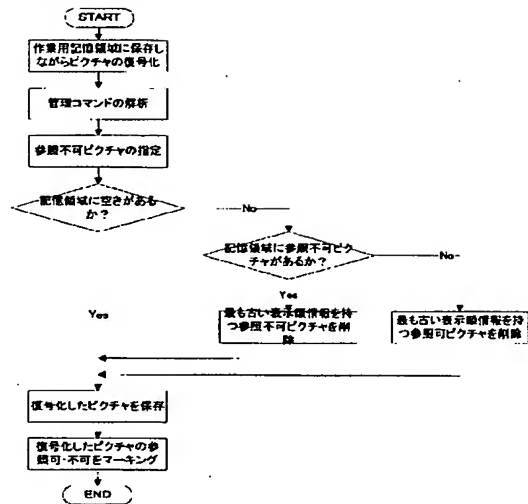 START
作業用記憶領域に保存し
ながらピクチャの復号化
管理コマンドの解析
参照不可ピクチャの指定
記憶領域に空きがある
か?
No
記憶領域に参照不可ピク
チャがあるか?
No
Yes
Yes
最も古い表示順情報を持
つ参照不可ピクチャを削
除
最も古い表示順情報を持
つ参照可ピクチャを削除
復号化したピクチャを保存
復号化したピクチャの参
照可・不可をマーキング
END